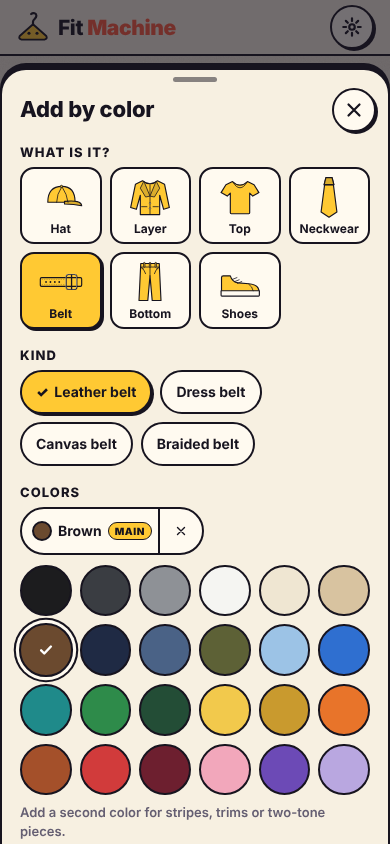 Fit Machine
Add by color
WHAT IS IT?
Hat
Layer
Top
Neckwear
Belt
Bottom
Shoes
KIND
Leather belt
Dress belt
Canvas belt
Braided belt
COLORS
Brown MAIN
Add a second color for stripes, trims or two-tone
pieces.